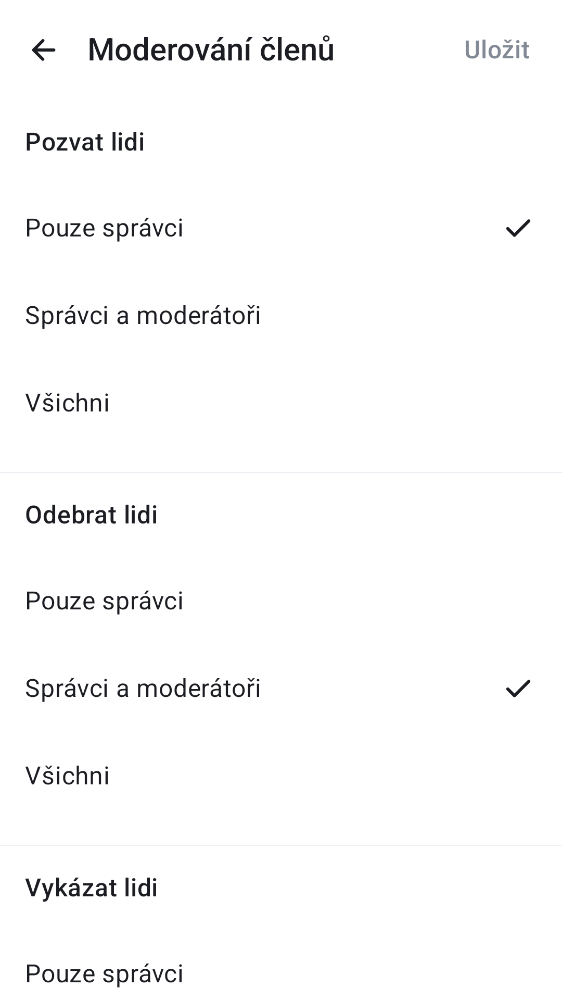 Moderování členů
Uložit
Pozvat lidi
Pouze správci
Správci a moderátoři
Všichni
Odebrat lidi
Pouze správci
Správci a moderátoři
Všichni
Vykázat lidi
Pouze správci